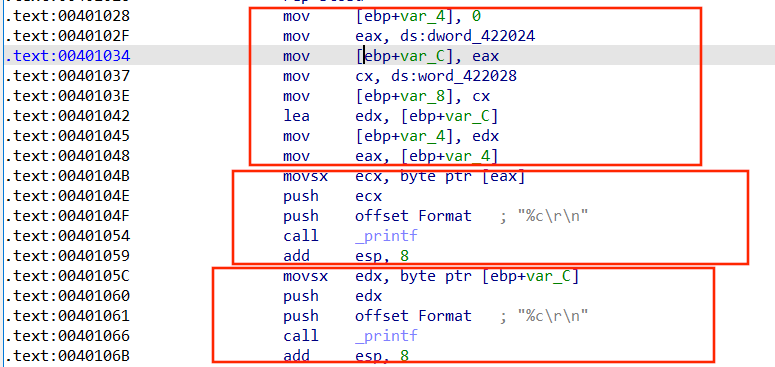 .text:00401028 mov [ebp+var_4], 0
.text:0040102F mov eax, ds:dword_422024
.text:00401034 mov [ebp+var_C], eax
.text:00401037 mov cx, ds:word_422028
.text:0040103E mov [ebp+var_8], cx
.text:00401042 lea edx, [ebp+var_C]
.text:00401045 mov [ebp+var_4], edx
.text:00401048 mov eax, [ebp+var_4]
.text:0040104B movsx ecx, byte ptr [eax]
.text:0040104E push ecx
.text:0040104F push offset Format ; "%c\r\n"
.text:00401054 call _printf
.text:00401059 add esp, 8
.text:0040105C movsx edx, byte ptr [ebp+var_C]
.text:00401060 push edx
.text:00401061 push offset Format ; "%c\r\n"
.text:00401066 call _printf
.text:0040106B add esp, 8